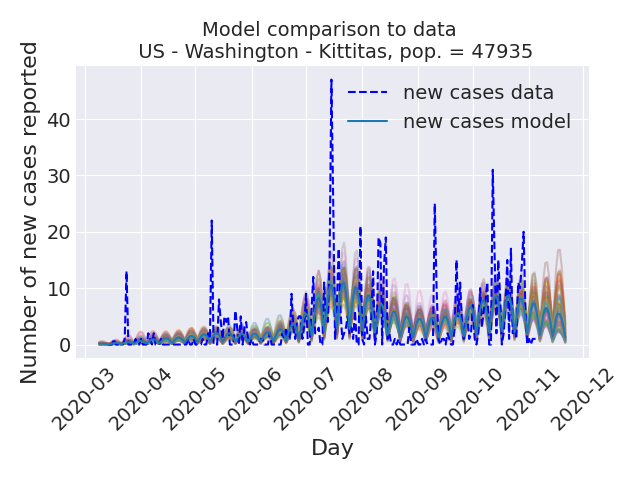 Model comparison to data
US - Washington - Kittitas, pop. = 47935
Number of new cases reported
40
30
20
10
0
new cases data
new cases model
2020-03
2020-04
2020-05
2020-06
2020-07
2020-08
2020-09
2020-10
2020-11
2020-12
Day